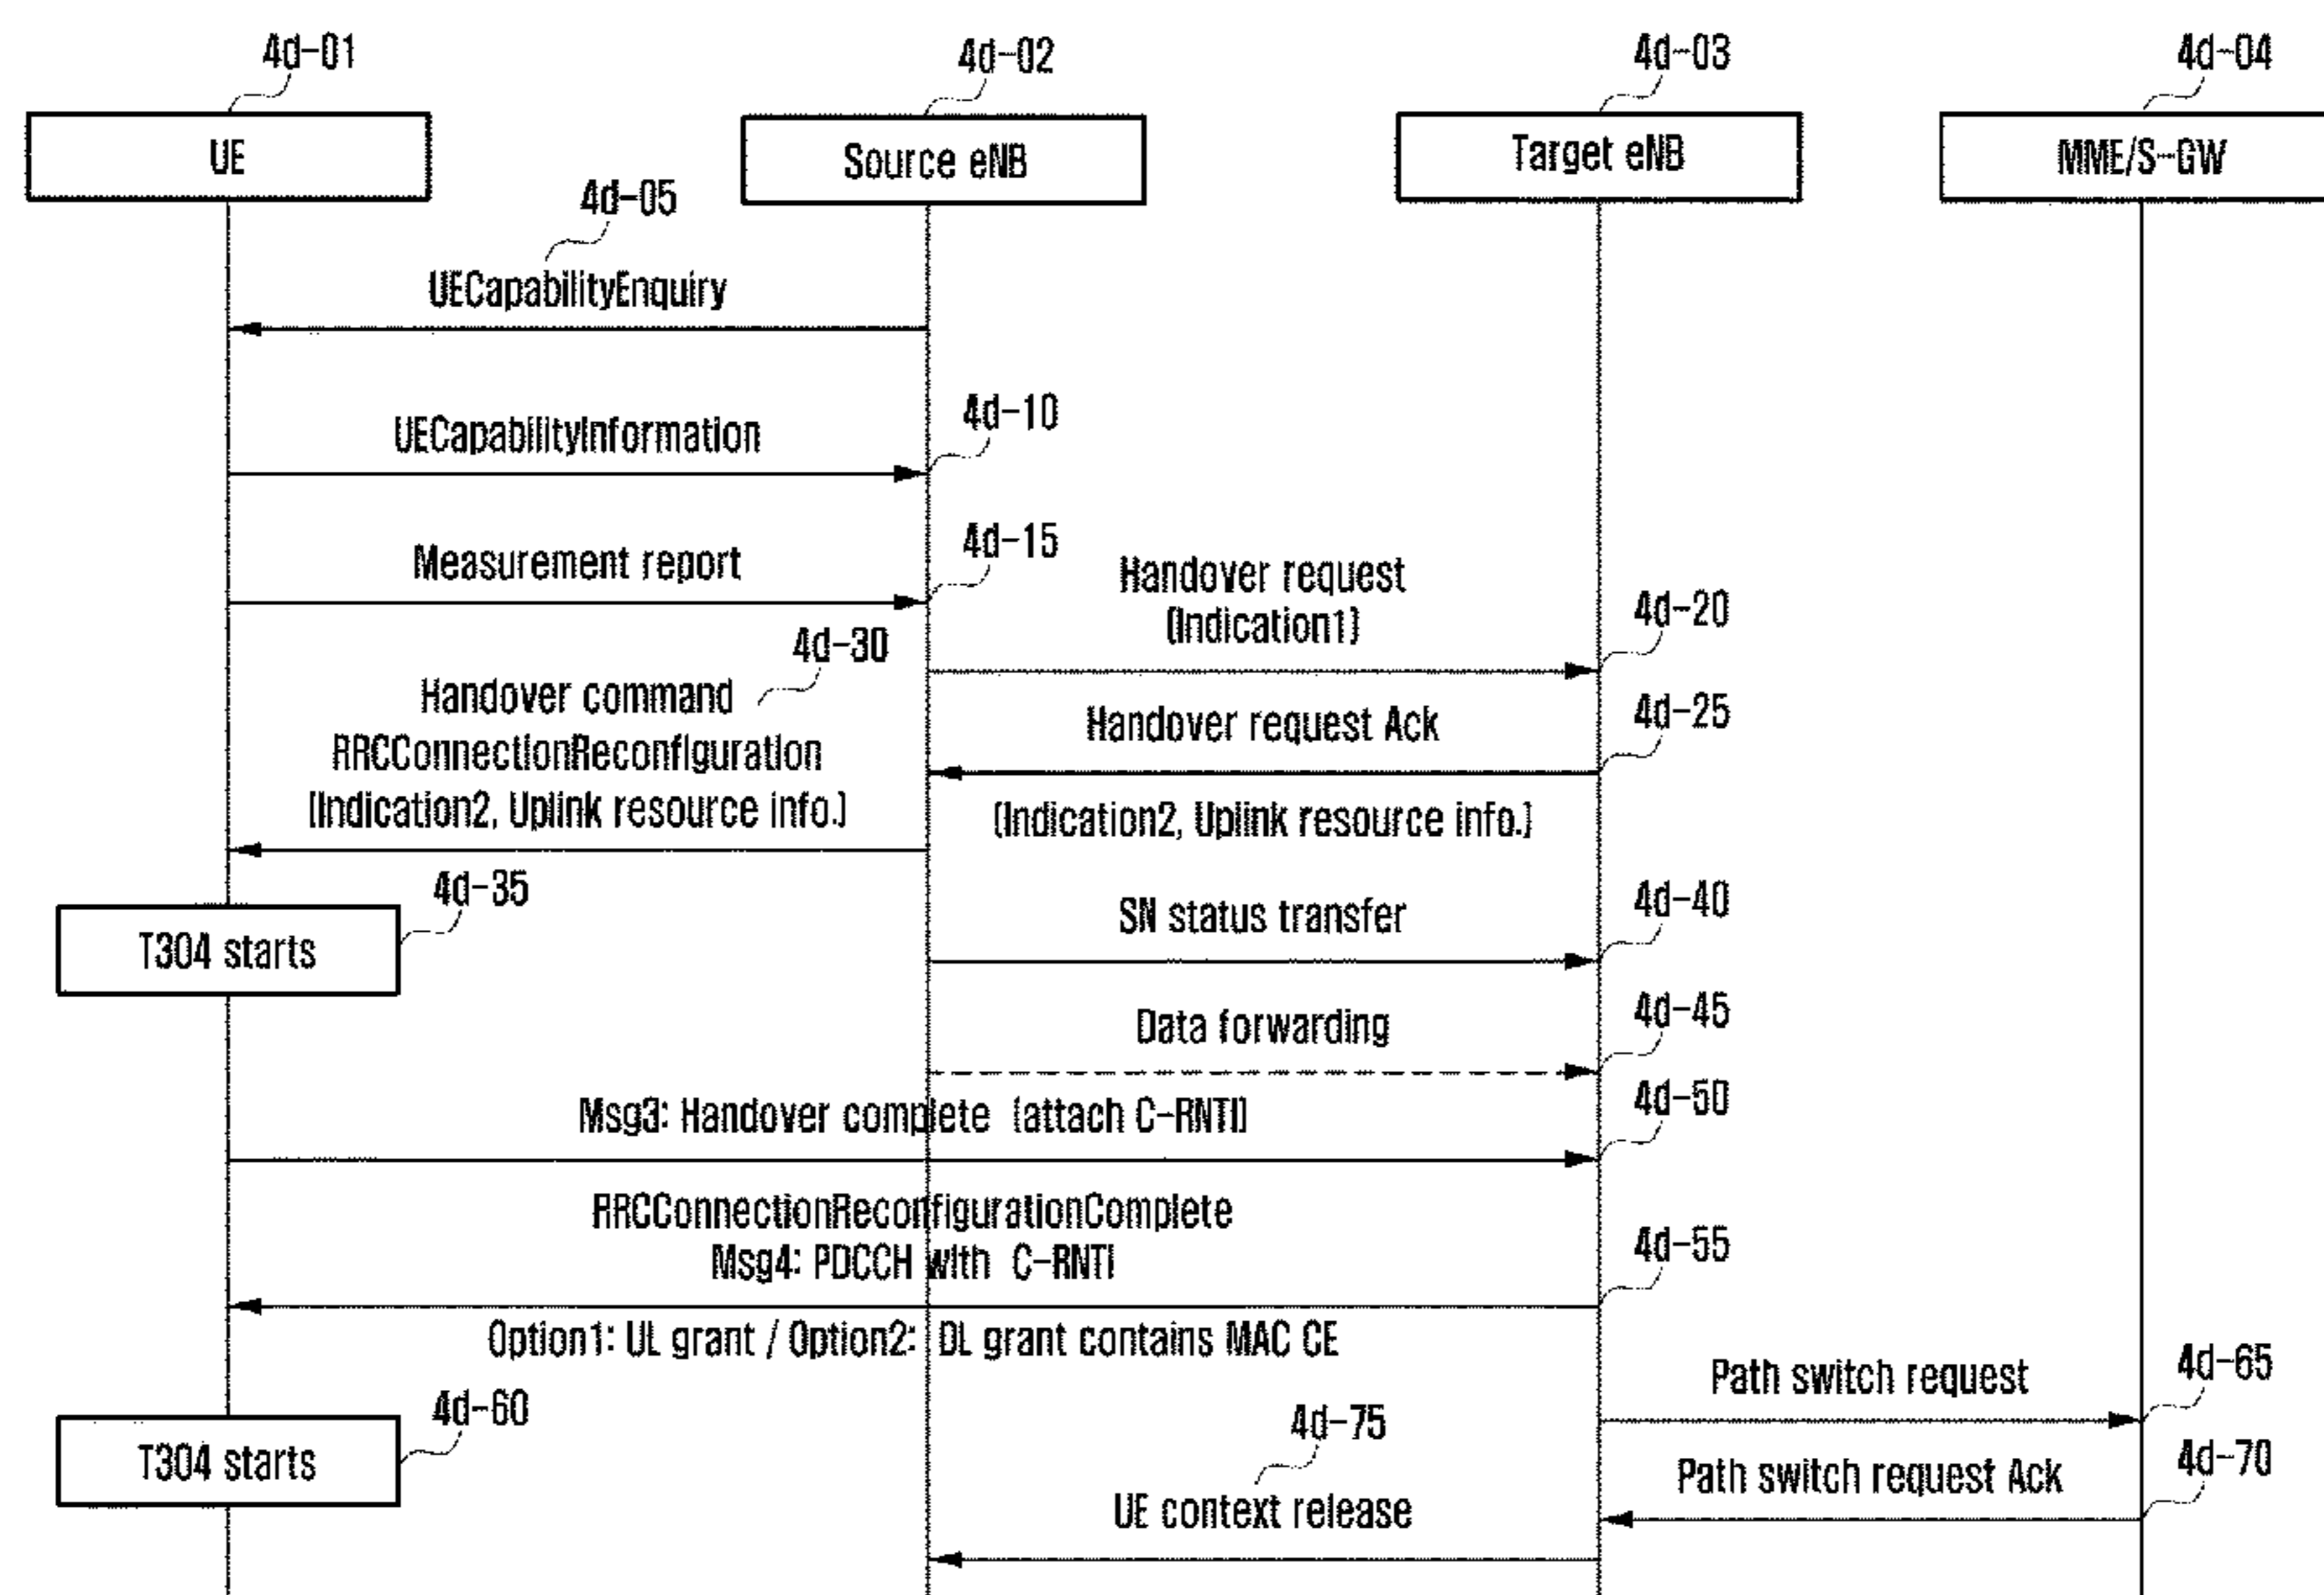 4d-01
4d-02
4d-03
4d-04
UE
Source eNB
Target eNB
MME/S-GW
4d-05
UECapabilityEnquiry
4d-10
UECapabilityInformation
4d-15
Measurement report
Handover request
(Indication1)
4d-20
4d-30
Handover command
RRCConnectionReconfiguration
(Indication2, Uplink resource info.)
4d-25
Handover request Ack
(Indication2, Uplink resource info.)
4d-35
T304 starts
4d-40
SN status transfer
4d-45
Data forwarding
4d-50
Msg3: Handover complete (attach C-RNTI)
RRCConnectionReconfigurationComplete
Msg4: PDCCH with C-RNTI
4d-55
Option1: UL grant / Option2: DL grant contains MAC CE
4d-60
T304 starts
Path switch request
4d-65
4d-75
UE context release
Path switch request Ack
4d-70